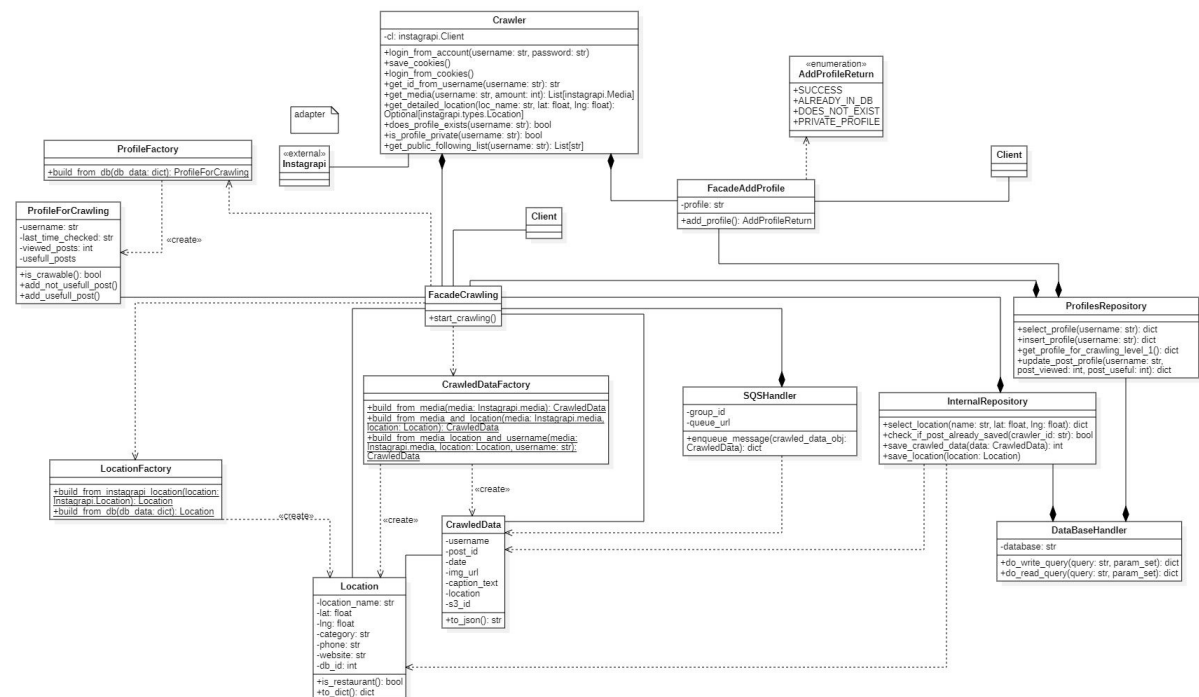 Crawler
-cl: instagrapi.Client
+login_from_account(username: str, password: str)
+save_cookies()
+login_from_cookies()
+get_id_from_username(username: str): str
+get_media(username: str, amount: int): List[instagrapi.Media]
+get_detailed_location(loc_name: str, lat: float, lng: float):
Optional[instagrapi.types.Location]
+does_profile_exists(username: str): bool
+is_profile_private(username: str): bool
+get_public_following_list(username: str): List[str]
«enumeration»
AddProfileReturn
+SUCCESS
+ALREADY_IN_DB
+DOES_NOT_EXIST
+PRIVATE_PROFILE
adapter
«external»
Instagrapi
ProfileFactory
+build_from_db(db_data: dict): ProfileForCrawling
Client
FacadeAddProfile
-profile: str
+add_profile(): AddProfileReturn
ProfileForCrawling
-username: str
-last_time_checked: str
-viewed_posts: int
-usefull_posts
+is_crawable(): bool
+add_not_usefull_post()
+add_usefull_post()
«create»
Client
FacadeCrawling
+start_crawling()
ProfilesRepository
+select_profile(username: str): dict
+insert_profile(username: str): dict
+get_profile_for_crawling_level_1(): dict
+update_post_profile(username: str,
post_viewed: int, post_useful: int): dict
CrawledDataFactory
+build_from_media(media: Instagrapi.media): CrawledData
+build_from_media_and_location(media: Instagrapi.media,
location: Location): CrawledData
+build_from_media_location_and_username(media:
Instagrapi.media, location: Location, username: str):
CrawledData
SQSHandler
-group_id
-queue_url
+enqueue_message(crawled_data_obj:
CrawledData): dict
InternalRepository
+select_location(name: str, lat: float, lng: float): dict
+check_if_post_already_saved(crawler_id: str): bool
+save_crawled_data(data: CrawledData): int
+save_location(location: Location)
LocationFactory
+build_from_instagrapi_location(location:
Instagrapi.Location): Location
+build_from_db(db_data: dict): Location
«create»
«create»
«create»
CrawledData
-username
-post_id
-date
-img_url
-caption_text
-location
-s3_id
+to_json(): str
DataBaseHandler
-database: str
+do_write_query(query: str, param_set): dict
+do_read_query(query: str, param_set): dict
Location
-location_name: str
-lat: float
-lng: float
-category: str
-phone: str
-website: str
-db_id: int
+is_restaurant(): bool
+to_dict(): dict